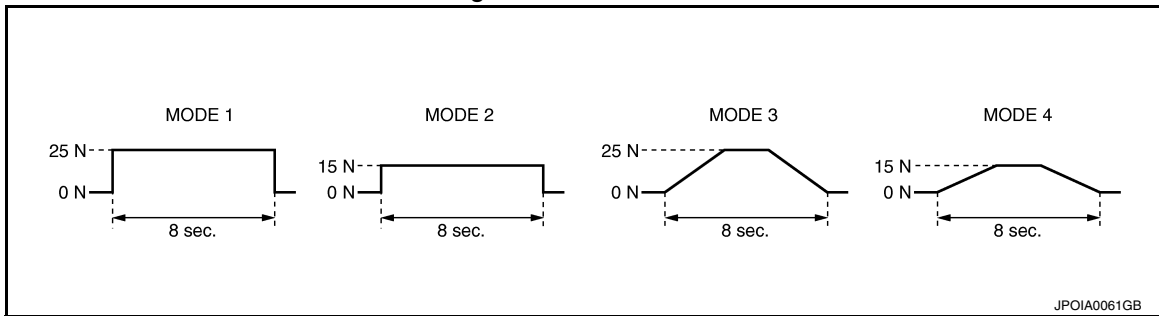 MODE 1
25 N
0 N
8 sec.
MODE 2
15 N
0 N
8 sec.
MODE 3
25 N
0 N
8 sec.
MODE 4
15 N
0 N
8 sec.
JPOIA0061GB